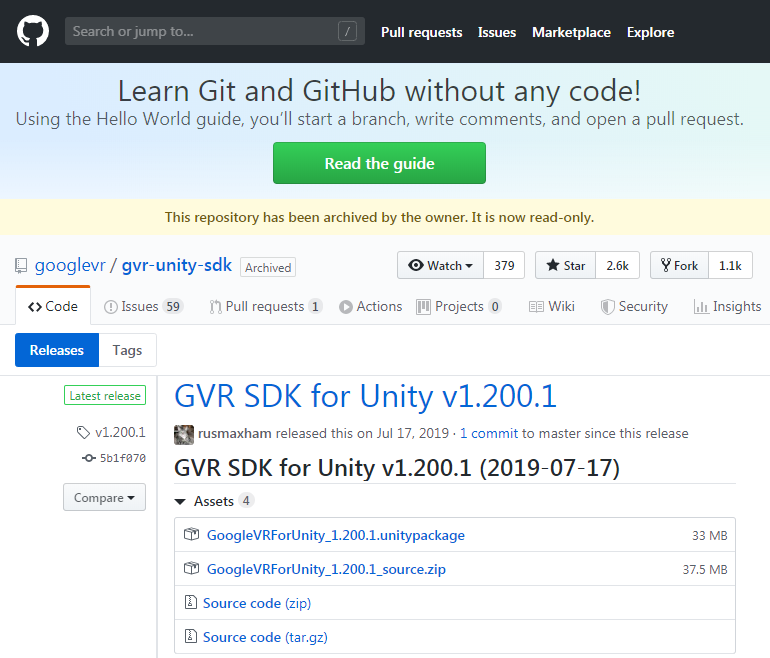 Search or jump to... /
Pull requests Issues Marketplace Explore
Learn Git and GitHub without any code!
Using the Hello World guide, you’ll start a branch, write comments, and open a pull request.
Read the guide
This repository has been archived by the owner. It is now read-only.
googlevr / gvr-unity-sdk Archived
Watch 379 Star 2.6k Fork 1.1k
Code Issues 59 Pull requests 1 Actions Projects 0 Wiki Security Insights
Releases Tags
Latest release
v1.200.1
5b1f070
Compare
GVR SDK for Unity v1.200.1
rusmaxham released this on Jul 17, 2019 · 1 commit to master since this release
GVR SDK for Unity v1.200.1 (2019-07-17)
Assets 4
GoogleVRForUnity_1.200.1.unitypackage 33 MB
GoogleVRForUnity_1.200.1_source.zip 37.5 MB
Source code (zip)
Source code (tar.gz)